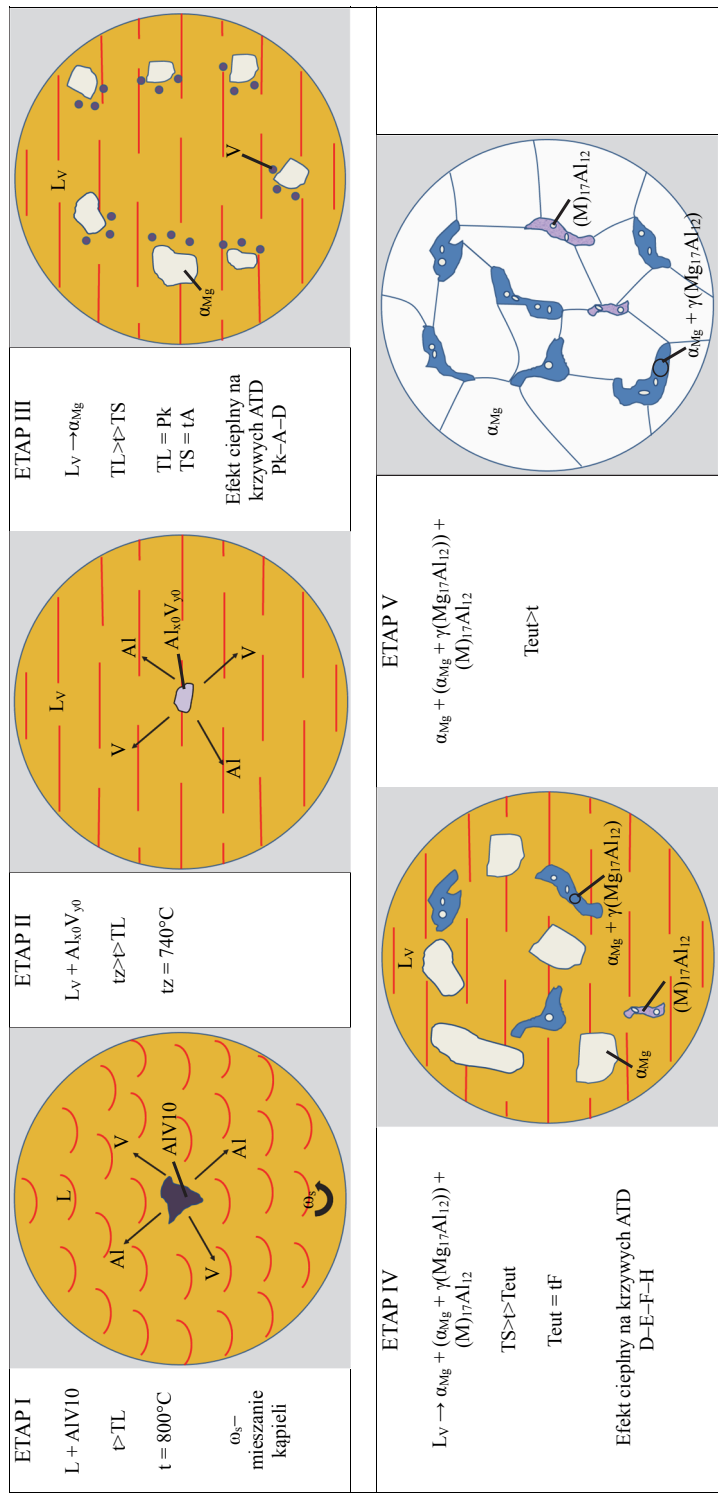 ETAP I
L + AlV10
t>TL
t = 800°C
ωs–
mieszanie
kąpieli
L
V
AlV10
Al
Al
V
ωs
ETAP II
Lv + Alx0Vy0
tz>t>TL
tz = 740°C
Lv
Al
Alx0Vy0
V
V
Al
ETAP III
Lv → αMg
TL>t>TS
TL = Pk
TS = tA
Efekt cieplny na
krzywych ATD
Pk–A–D
Lv
V
αMg
ETAP IV
Lv → αMg + (αMg + γ(Mg17Al12)) +
(M)17Al12
TS>t>Teut
Teut = tF
Efekt cieplny na krzywych ATD
D–E–F–H
Lv
αMg + γ(Mg17Al12)
(M)17Al12
αMg
ETAP V
αMg + (αMg + γ(Mg17Al12)) +
(M)17Al12
Teut>t
αMg
(M)17Al12
αMg + γ(Mg17Al12)